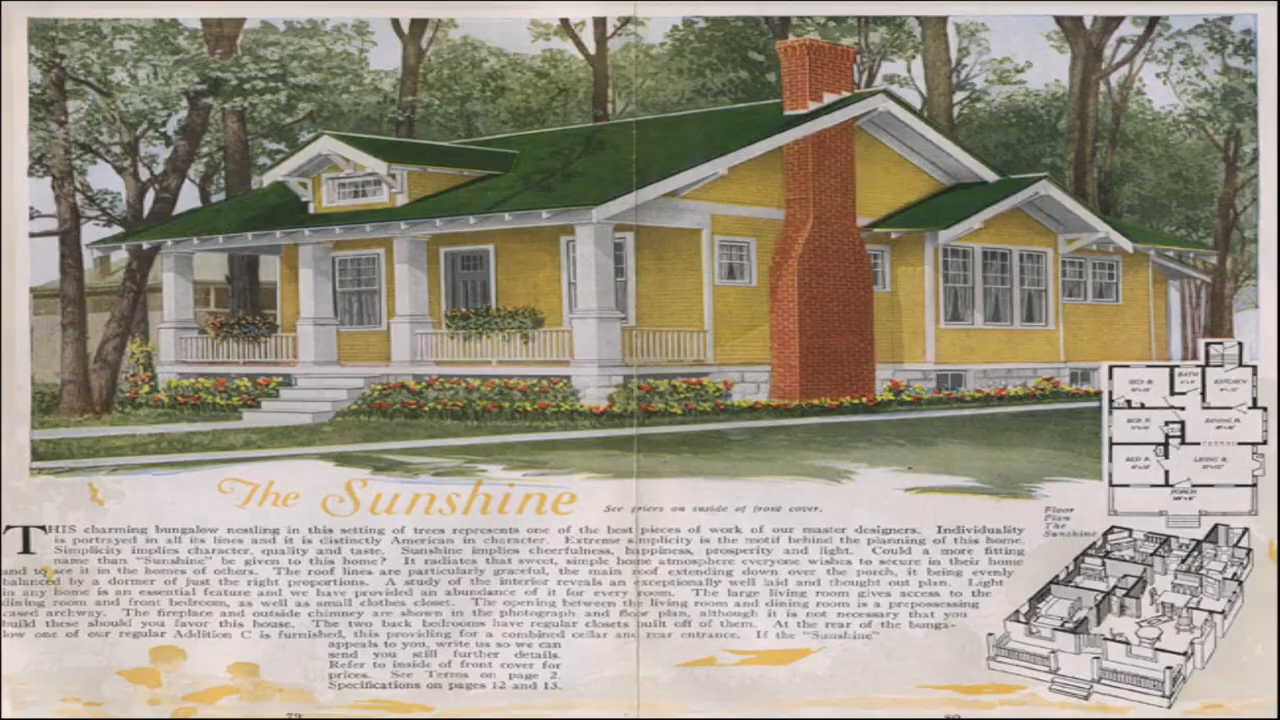 The Sunshine
See prices on inside of front cover.
THIS charming bungalow nestling in this setting of trees represents one of the best pieces of work of our master designers. Individuality
is portrayed in all its lines and it is distinctly American in character. Extreme simplicity is the motif behind the planning of this home.
Simplicity implies character, quality and taste. Sunshine implies cheerfulness, happiness, prosperity and light. Could a more fitting
name than "Sunshine" be given to this home? It radiates that sweet, simple home atmosphere everyone wishes to secure in their home
and to see it in the homes of others. The roof lines are particularly graceful, the main roof extending down over the porch, it being evenly
balanced by a dormer of just the right proportions. A study of the interior reveals an exceptionally well laid and thought out plan. Light
in any home is an essential feature and we have provided an abundance of it for every room. The large living room gives access to the
dining room and front bedroom, as well as small clothes closet. The opening between the living room and dining room is a prepossessing
cased archway. The fireplace and outside chimney are shown in the photograph and floor plan, although it is not necessary that you
build these should you favor this house. The two back bedrooms have regular closets built off of them. At the rear of the bunga-
low one of our regular Addition C is furnished, this providing for a combined cellar and rear entrance. If the "Sunshine"
appeals to you, write us so we can
send you still further details.
Refer to inside of front cover for
prices. See Terms on page 2.
Specifications on pages 12 and 13.
BATH
KITCHEN
BED R.
BED R.
DINING R.
BED R.
LIVING R.
PORCH
Floor
Plan
The
Sunshine